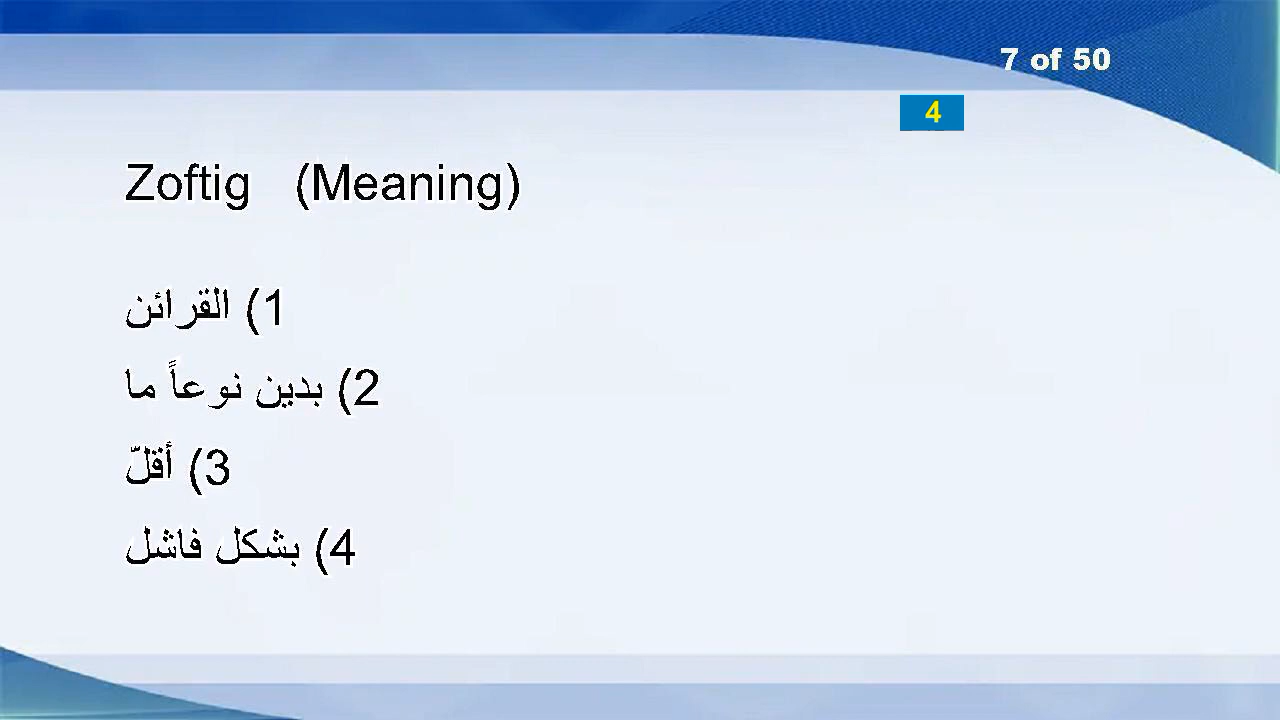 7 of 50
4
Zoftig (Meaning)
1) القرائن
2) بدين نوعاً ما
3) أقلّ
4) بشكل فاشل